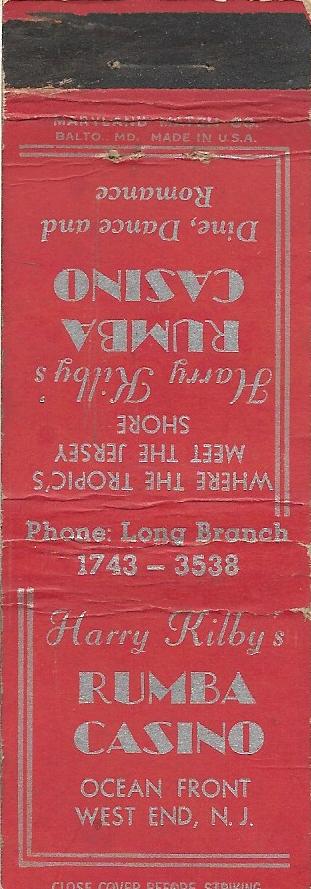 MARYLAND MATCH CO.
BALTO. MD. MADE IN U.S.A.
WHERE THE TROPIC'S
MEET THE JERSEY
SHORE
Harry Kilby's
RUMBA
CASINO
Dine, Dance and
Romance
Phone: Long Branch
1743 – 3538
Harry Kilby's
RUMBA
CASINO
OCEAN FRONT
WEST END, N. J.
CLOSE COVER BEFORE STRIKING